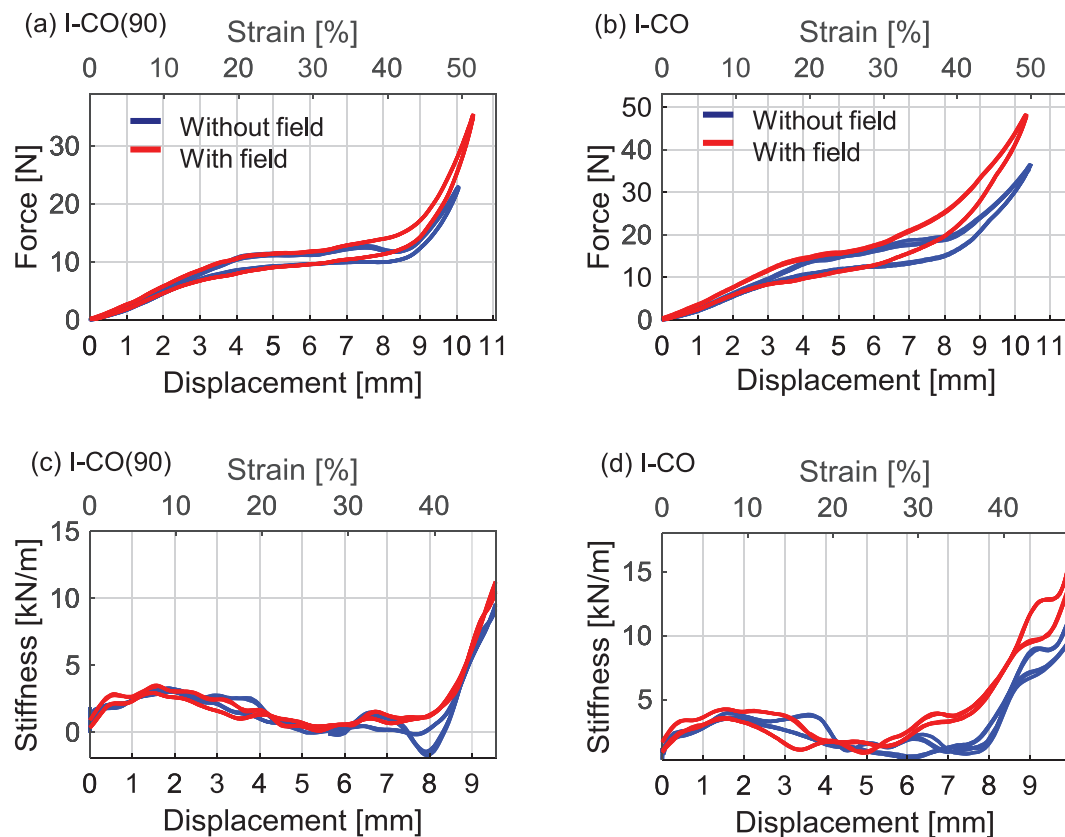 (a) I-CO(90)
Strain [%]
0 10 20 30 40 50
Force [N]
30
20
10
0
Without field
With field
0 1 2 3 4 5 6 7 8 9 10 11
Displacement [mm]
(b) I-CO
Strain [%]
0 10 20 30 40 50
Force [N]
50
40
30
20
10
0
Without field
With field
0 1 2 3 4 5 6 7 8 9 10 11
Displacement [mm]
(c) I-CO(90)
Strain [%]
0 10 20 30 40
Stiffness [kN/m]
15
10
5
0
0 1 2 3 4 5 6 7 8 9
Displacement [mm]
(d) I-CO
Strain [%]
0 10 20 30 40
Stiffness [kN/m]
15
10
5
0 1 2 3 4 5 6 7 8 9
Displacement [mm]